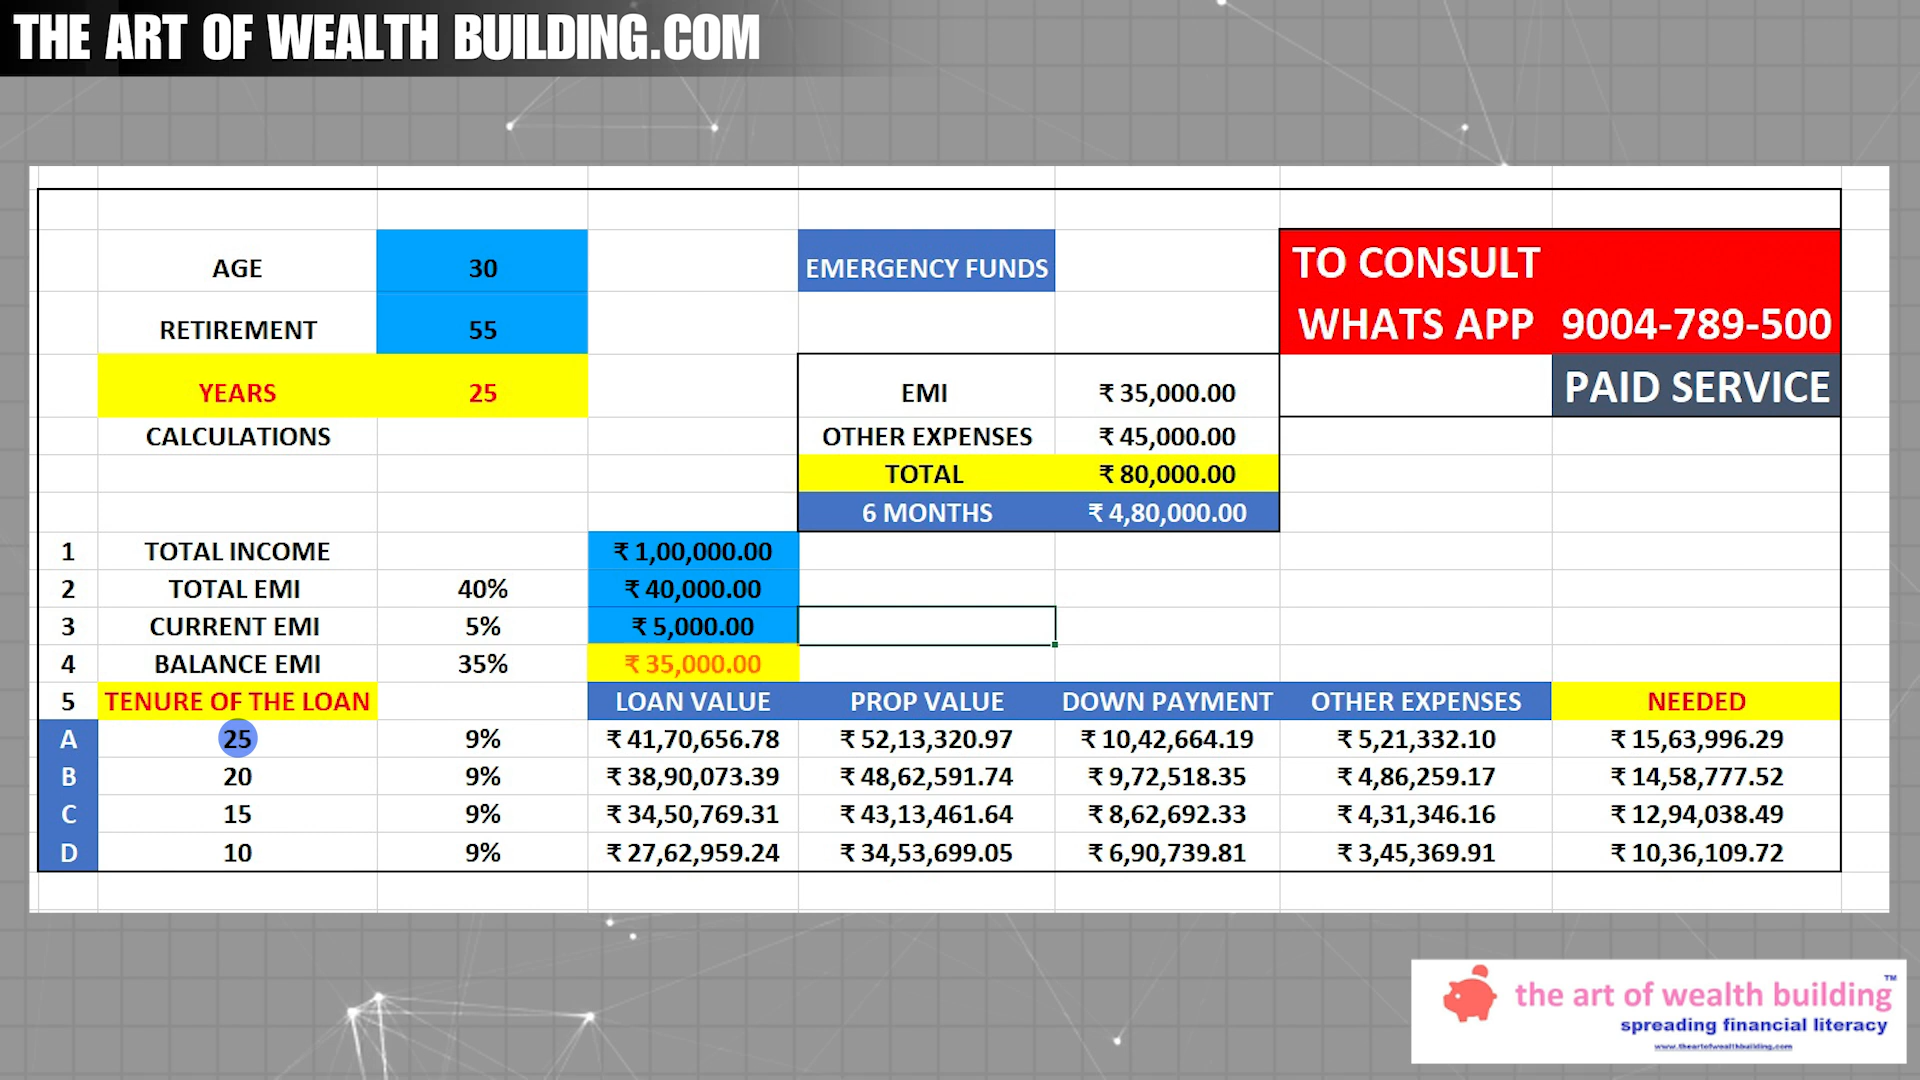 THE ART OF WEALTH BUILDING.COM
AGE 30 EMERGENCY FUNDS TO CONSULT
RETIREMENT 55 WHATS APP 9004-789-500
YEARS 25 EMI ₹ 35,000.00 PAID SERVICE
CALCULATIONS OTHER EXPENSES ₹ 45,000.00
TOTAL ₹ 80,000.00
6 MONTHS ₹ 4,80,000.00
1 TOTAL INCOME ₹ 1,00,000.00
2 TOTAL EMI 40% ₹ 40,000.00
3 CURRENT EMI 5% ₹ 5,000.00
4 BALANCE EMI 35% ₹ 35,000.00
5 TENURE OF THE LOAN LOAN VALUE PROP VALUE DOWN PAYMENT OTHER EXPENSES NEEDED
A 25 9% ₹ 41,70,656.78 ₹ 52,13,320.97 ₹ 10,42,664.19 ₹ 5,21,332.10 ₹ 15,63,996.29
B 20 9% ₹ 38,90,073.39 ₹ 48,62,591.74 ₹ 9,72,518.35 ₹ 4,86,259.17 ₹ 14,58,777.52
C 15 9% ₹ 34,50,769.31 ₹ 43,13,461.64 ₹ 8,62,692.33 ₹ 4,31,346.16 ₹ 12,94,038.49
D 10 9% ₹ 27,62,959.24 ₹ 34,53,699.05 ₹ 6,90,739.81 ₹ 3,45,369.91 ₹ 10,36,109.72
the art of wealth building™
spreading financial literacy
www.theartofwealthbuilding.com